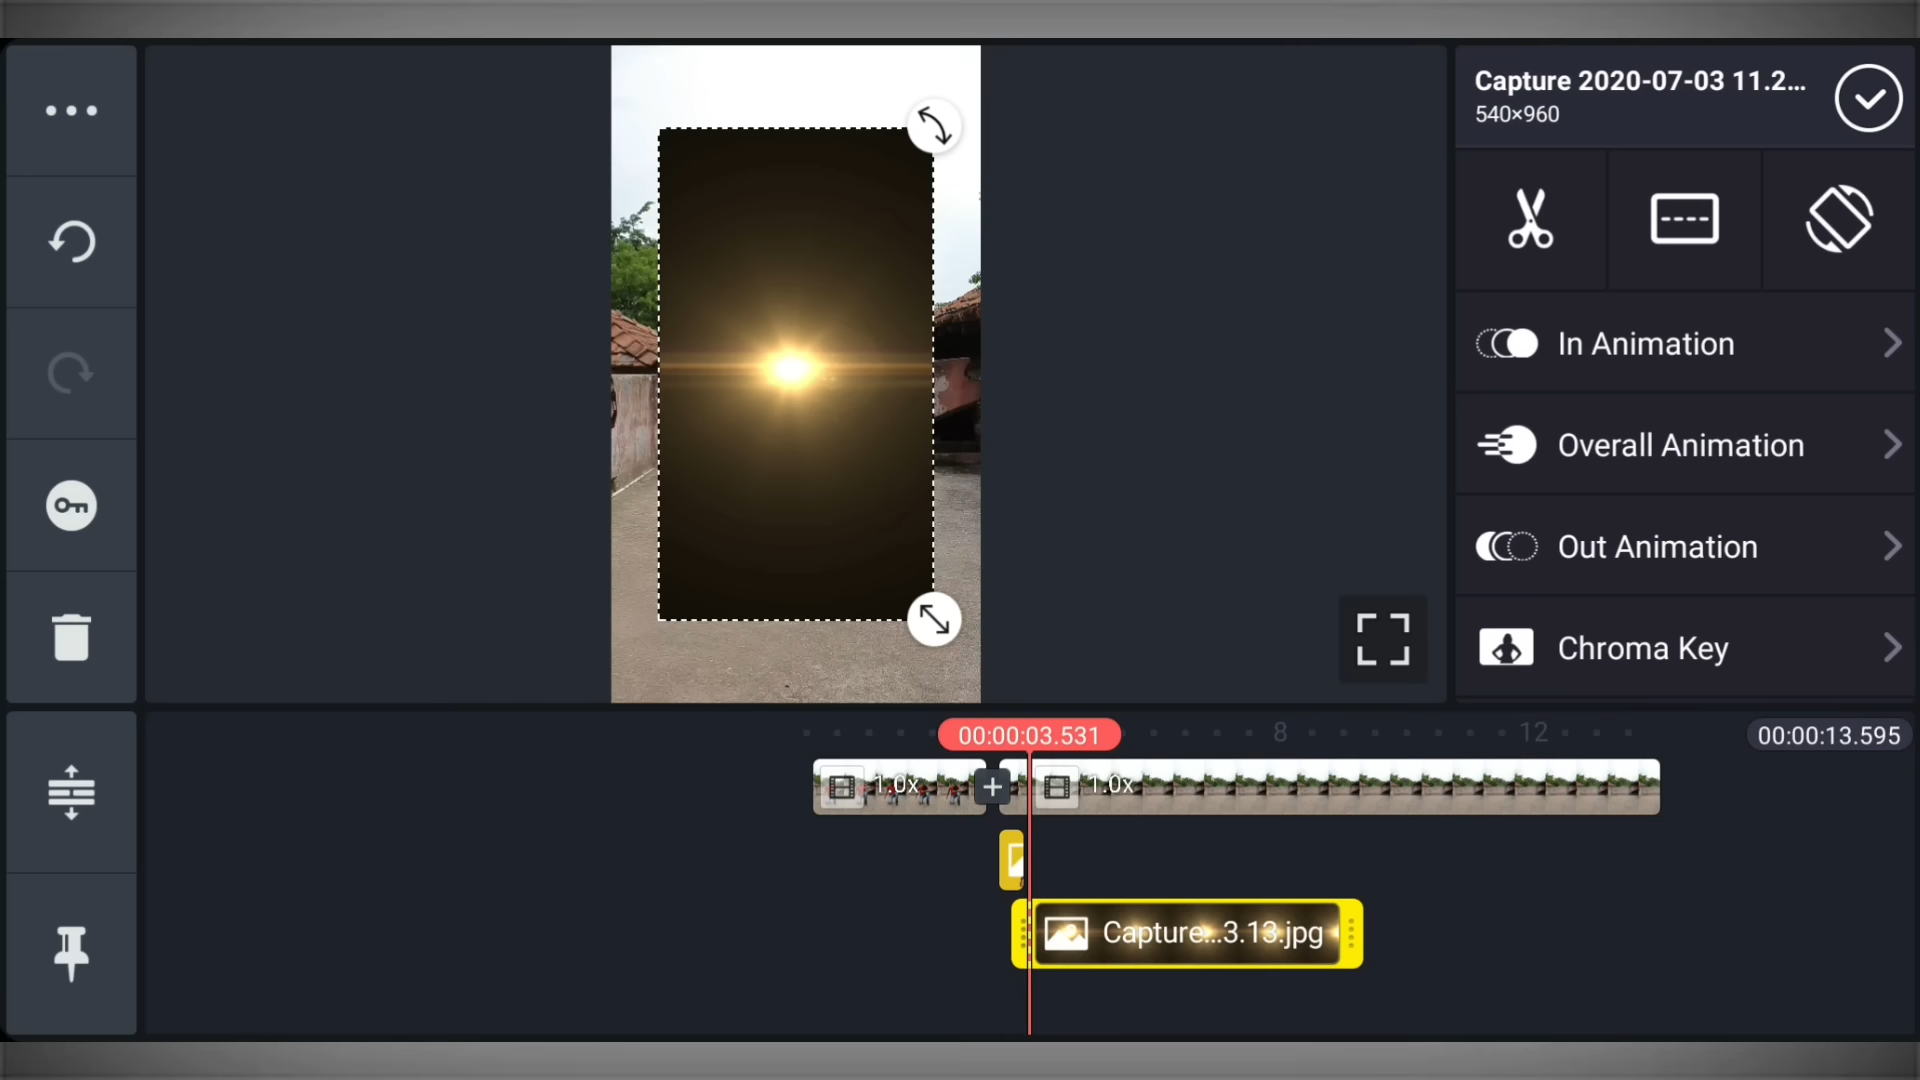 Capture 2020-07-03 11.2...
540×960
In Animation
Overall Animation
Out Animation
Chroma Key
00:00:03.531
8
12
00:00:13.595
1.0x
1.0x
Capture...3.13.jpg